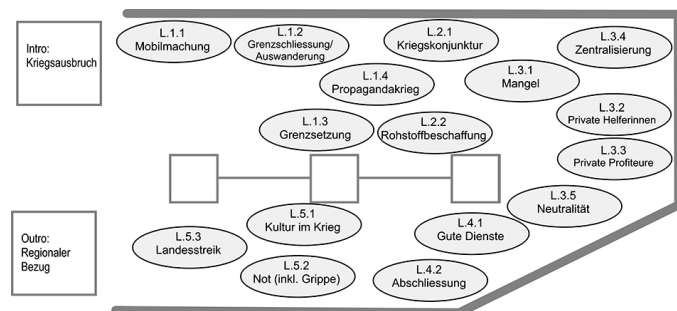 Intro:
Kriegsausbruch
L.1.1
Mobilmachung
L.1.2
Grenzschliessung/
Auswanderung
L.2.1
Kriegskonjunktur
L.3.4
Zentralisierung
L.1.4
Propagandakrieg
L.3.1
Mangel
L.3.2
Private Helferinnen
L.1.3
Grenzsetzung
L.2.2
Rohstoffbeschaffung
L.3.3
Private Profiteure
L.3.5
Neutralität
Outro:
Regionaler
Bezug
L.5.3
Landesstreik
L.5.1
Kultur im Krieg
L.4.1
Gute Dienste
L.5.2
Not (inkl. Grippe)
L.4.2
Abschliessung